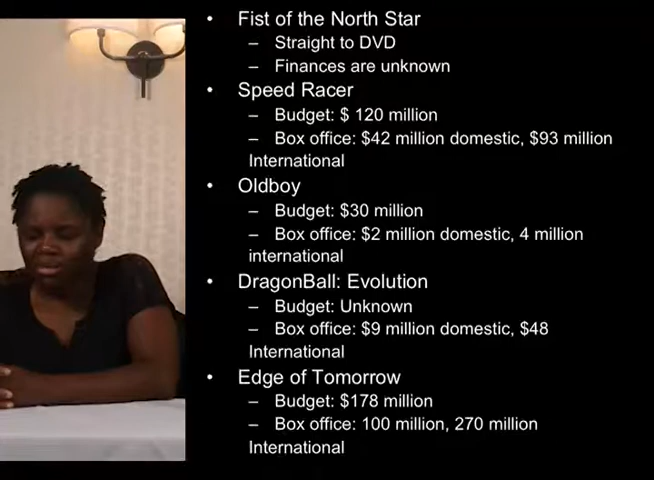 • Fist of the North Star
– Straight to DVD
– Finances are unknown
• Speed Racer
– Budget: $ 120 million
– Box office: $42 million domestic, $93 million
International
• Oldboy
– Budget: $30 million
– Box office: $2 million domestic, 4 million
international
• DragonBall: Evolution
– Budget: Unknown
– Box office: $9 million domestic, $48
International
• Edge of Tomorrow
– Budget: $178 million
– Box office: 100 million, 270 million
International